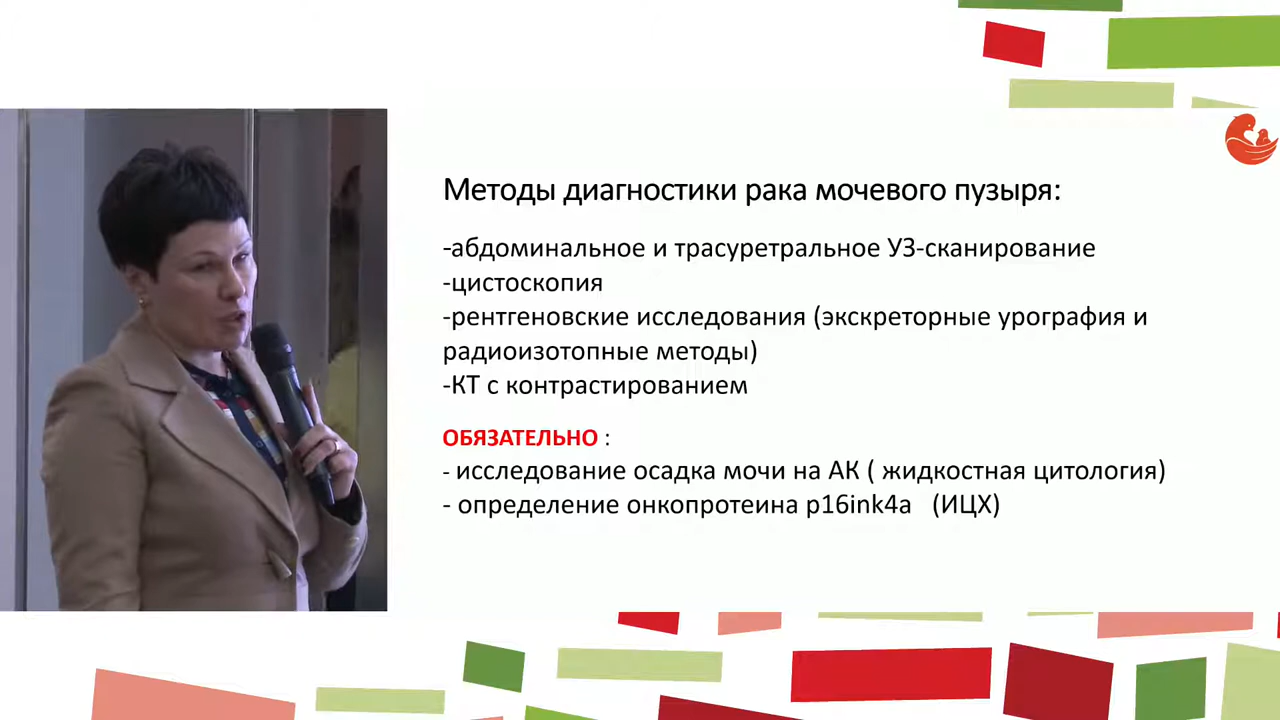 Методы диагностики рака мочевого пузыря:
-абдоминальное и трасуретральное УЗ-сканирование
-цистоскопия
-рентгеновские исследования (экскреторные урография и
радиоизотопные методы)
-КТ с контрастированием
ОБЯЗАТЕЛЬНО :
- исследование осадка мочи на АК ( жидкостная цитология)
- определение онкопротеина p16ink4a (ИЦХ)